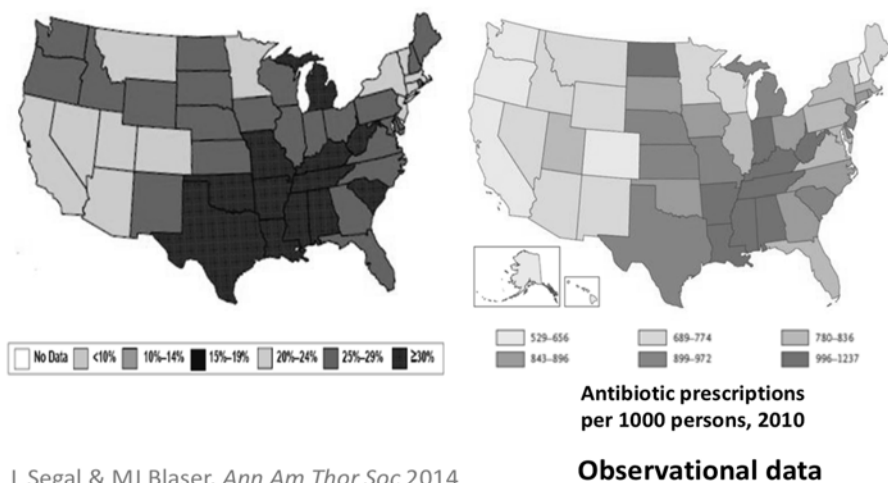 No Data <10% 10%–14% 15%–19% 20%–24% 25%–29% ≥30%
529–656 689–774 780–836
843–896 899–972 996–1237
Antibiotic prescriptions
per 1000 persons, 2010
Observational data
L Segal & MJ Blaser, Ann Am Thor Soc 2014